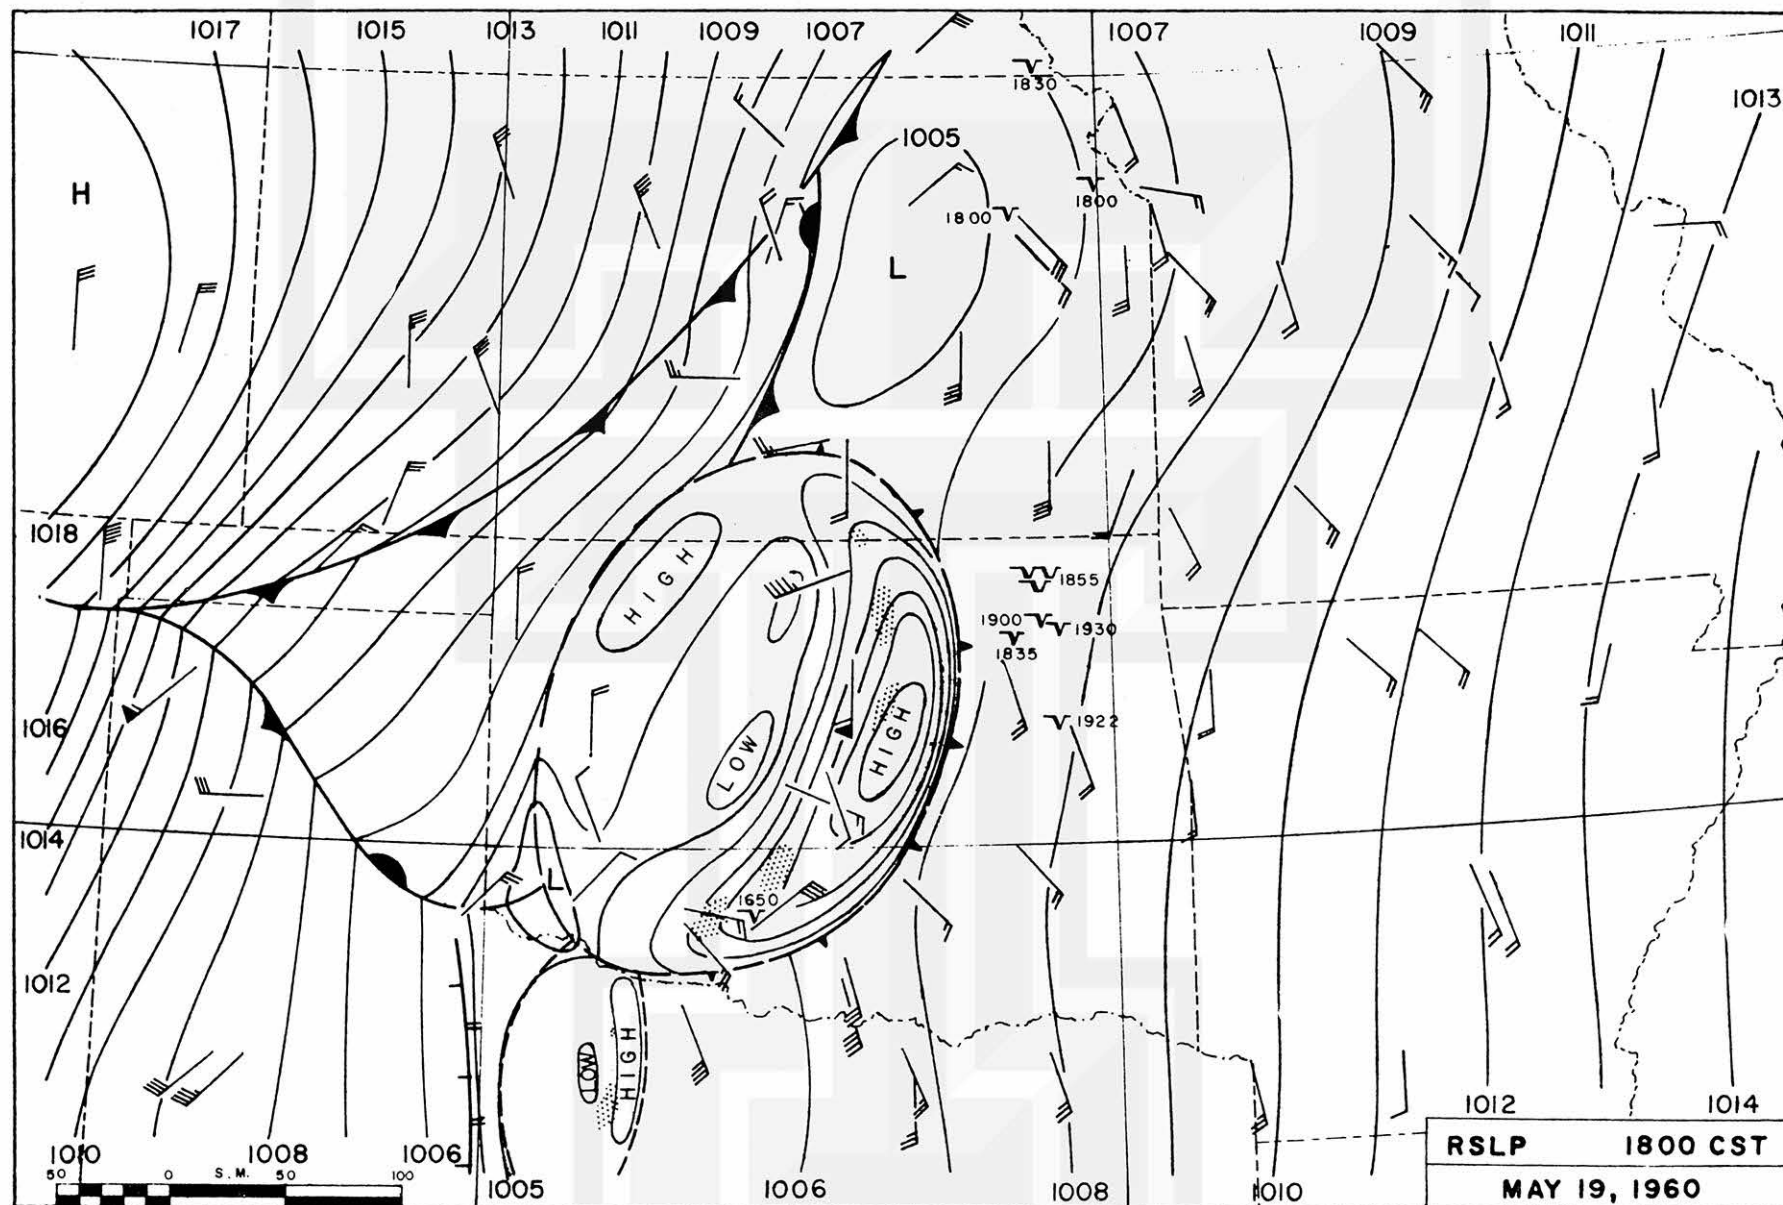 1017 1015 1013 1011 1009 1007 1007 1009 1011
1830
1013
1005
H
1800
1800
L
1018
1855
HIGH
1900 1930
1835
1016
1922
HIGH
LOW
1014
L
1650
1012
HIGH
LOW
1012 1014
1010 1008 1006
50 0 S.M. 50 100
1005 1006 1008 1010
RSLP 1800 CST
MAY 19, 1960